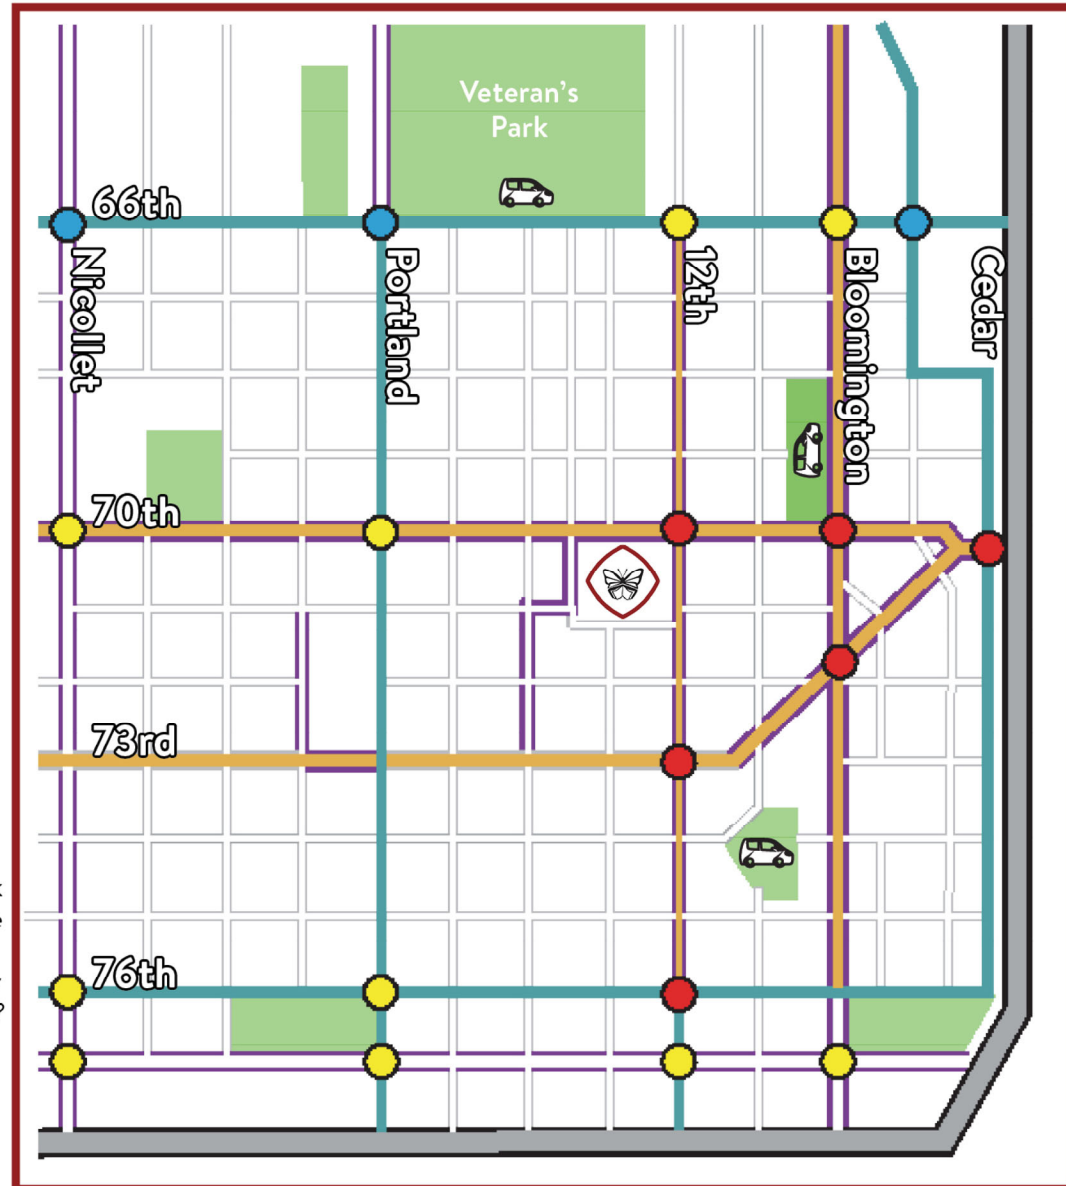 Veteran's
Park
66th
Nicollet
Portland
12th
Bloomington
Cedar
70th
73rd
76th